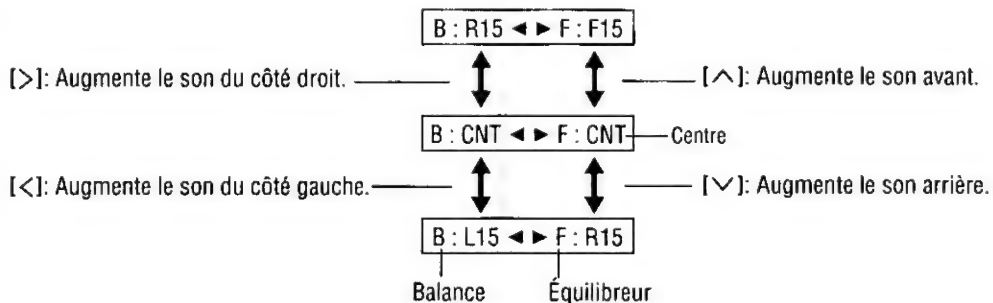 B : R15 ◄ ► F : F15
[>]: Augmente le son du côté droit.
[∧]: Augmente le son avant.
B : CNT ◄ ► F : CNT
Centre
[<]: Augmente le son du côté gauche.
[∨]: Augmente le son arrière.
B : L15 ◄ ► F : R15
Balance
Équilibreur